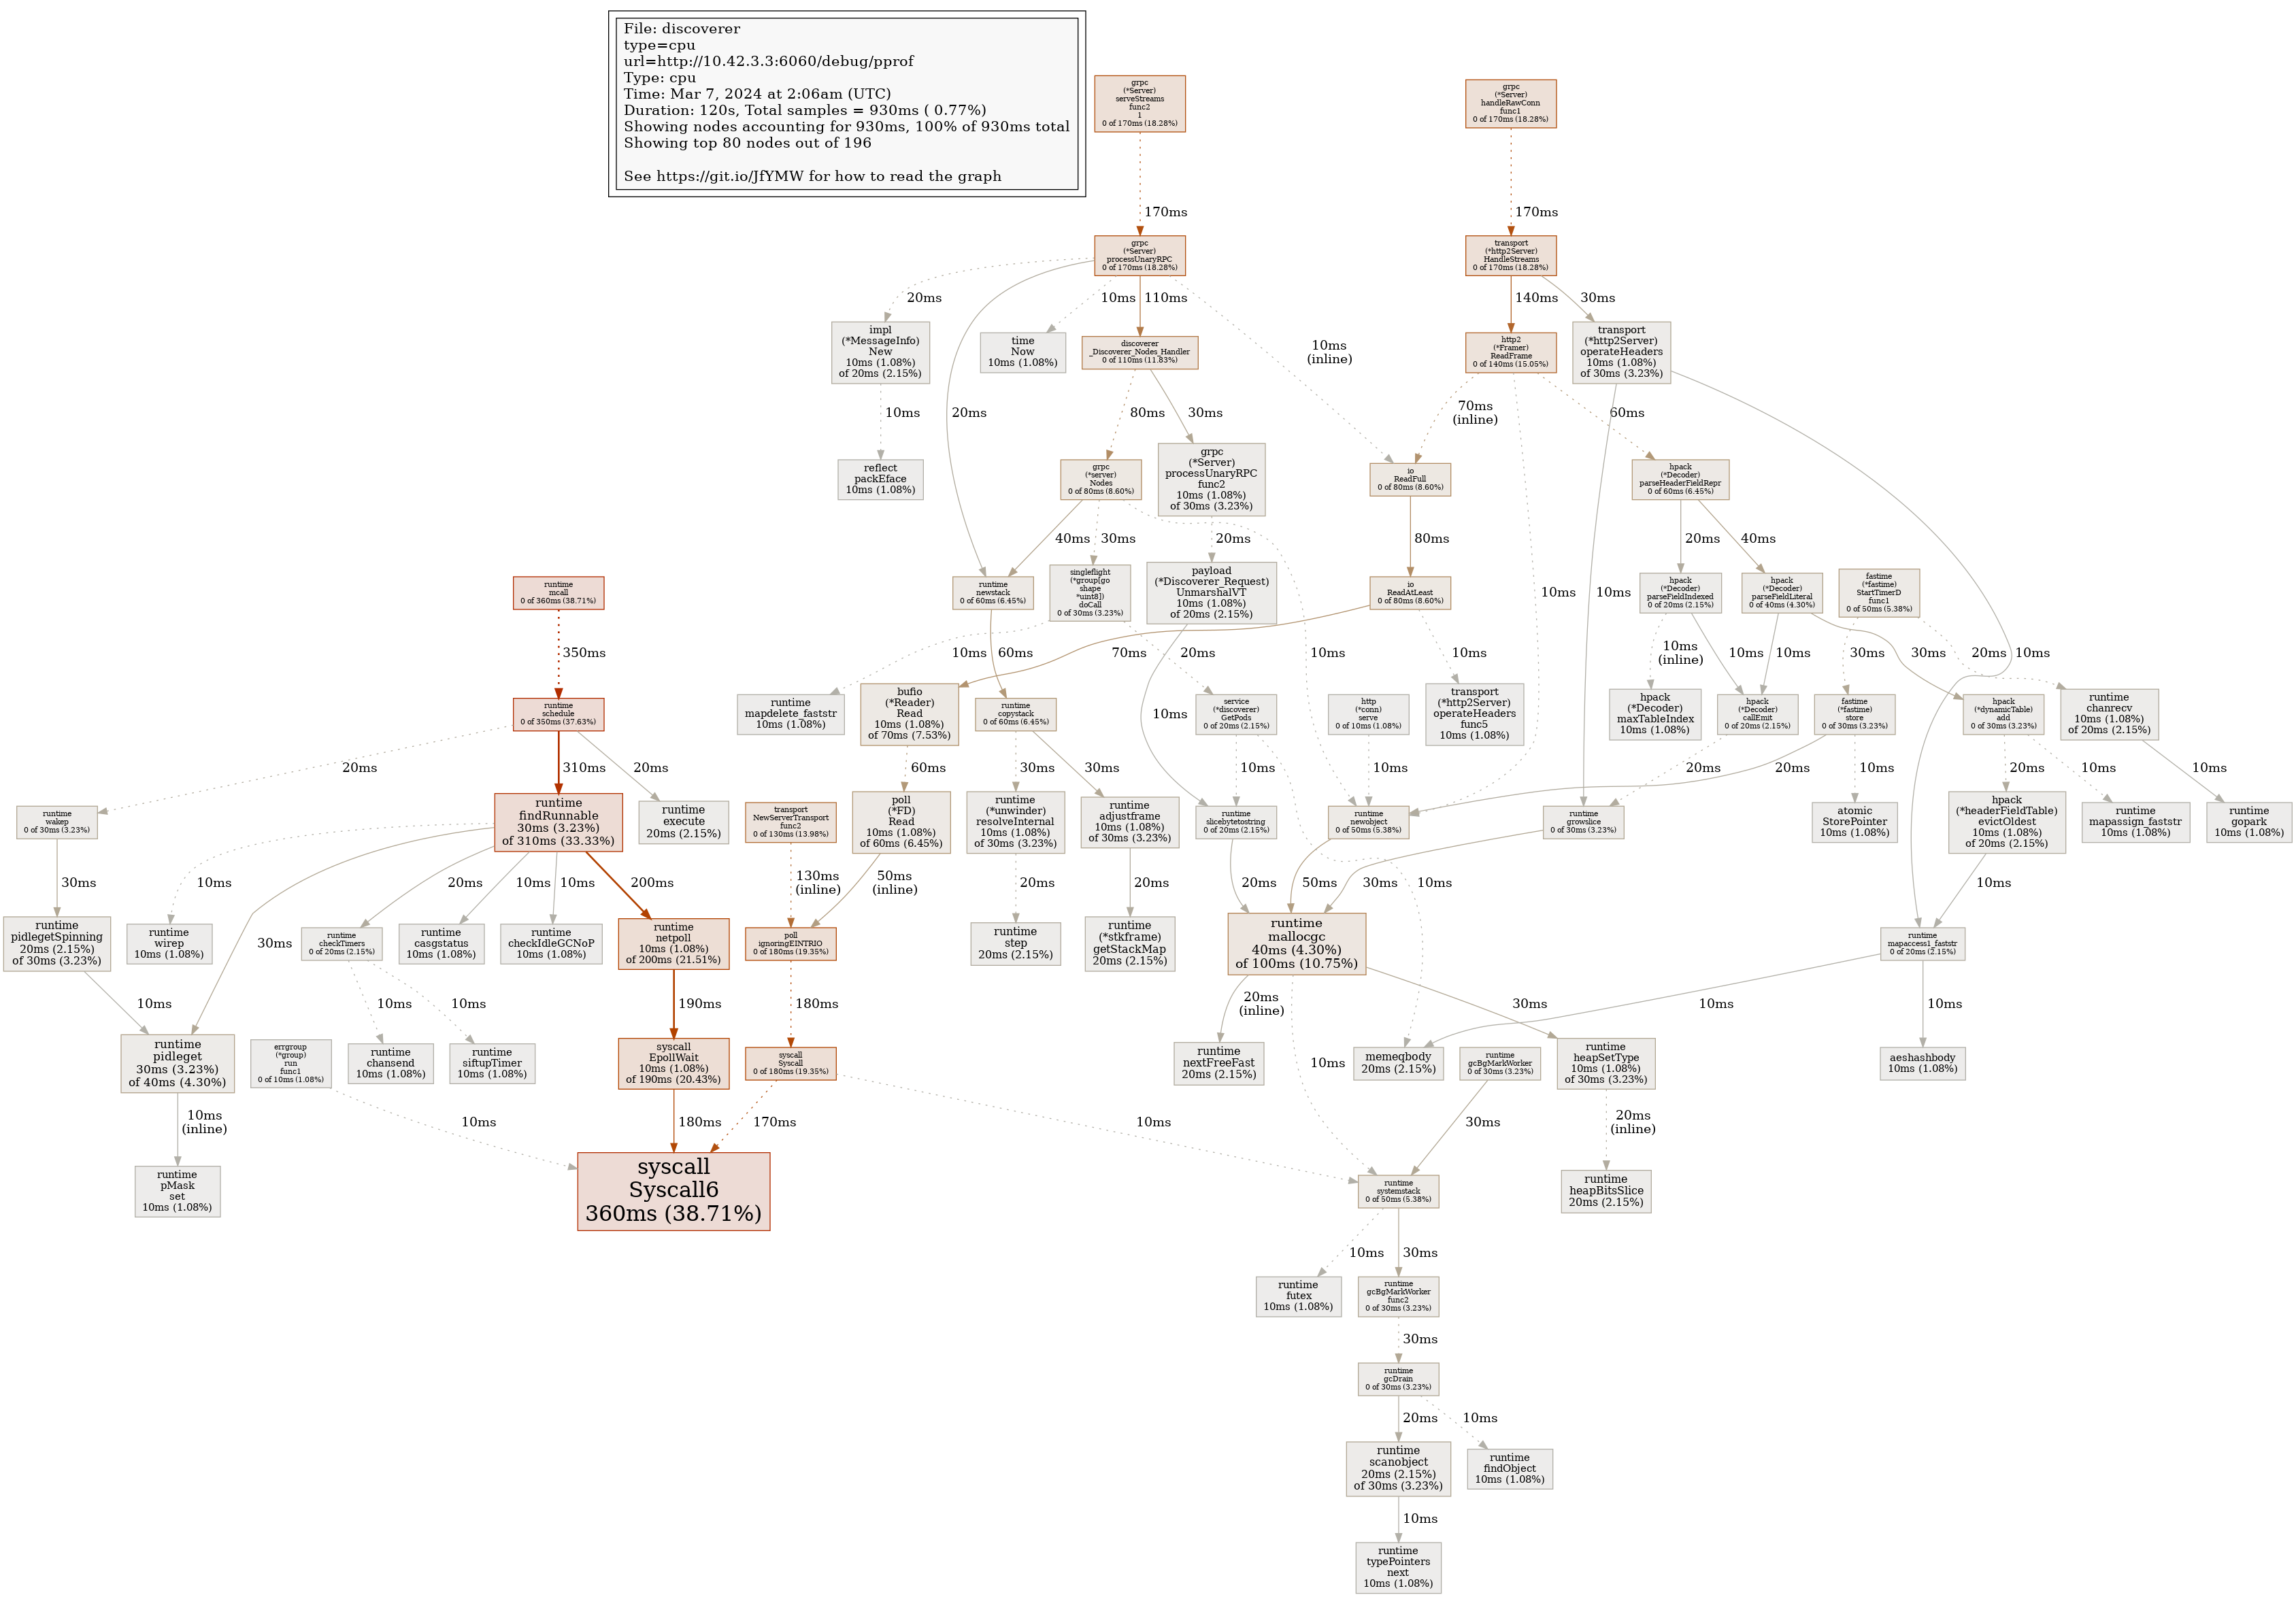 File: discoverer
type=cpu
url=http://10.42.3.3:6060/debug/pprof
Type: cpu
Time: Mar 7, 2024 at 2:06am (UTC)
Duration: 120s, Total samples = 930ms ( 0.77%)
Showing nodes accounting for 930ms, 100% of 930ms total
Showing top 80 nodes out of 196
See https://git.io/JfYMW for how to read the graph
grpc
(*Server)
serveStreams
func2
1
0 of 170ms (18.28%)
grpc
(*Server)
handleRawConn
func1
0 of 170ms (18.28%)
170ms
170ms
grpc
(*Server)
processUnaryRPC
0 of 170ms (18.28%)
transport
(*http2Server)
HandleStreams
0 of 170ms (18.28%)
20ms
10ms
110ms
140ms
30ms
impl
(*MessageInfo)
New
10ms (1.08%)
of 20ms (2.15%)
time
Now
10ms (1.08%)
discoverer
_Discoverer_Nodes_Handler
0 of 110ms (11.83%)
10ms
(inline)
http2
(*Framer)
ReadFrame
0 of 140ms (15.05%)
transport
(*http2Server)
operateHeaders
10ms (1.08%)
of 30ms (3.23%)
10ms
20ms
80ms
30ms
70ms
(inline)
60ms
reflect
packEface
10ms (1.08%)
grpc
(*server)
Nodes
0 of 80ms (8.60%)
grpc
(*Server)
processUnaryRPC
func2
10ms (1.08%)
of 30ms (3.23%)
io
ReadFull
0 of 80ms (8.60%)
hpack
(*Decoder)
parseHeaderFieldRepr
0 of 60ms (6.45%)
40ms
30ms
20ms
80ms
20ms
40ms
runtime
mcall
0 of 360ms (38.71%)
runtime
newstack
0 of 60ms (6.45%)
singleflight
(*group[go
shape
*uint8])
doCall
0 of 30ms (3.23%)
payload
(*Discoverer_Request)
UnmarshalVT
10ms (1.08%)
of 20ms (2.15%)
io
ReadAtLeast
0 of 80ms (8.60%)
10ms
10ms
hpack
(*Decoder)
parseFieldIndexed
0 of 20ms (2.15%)
hpack
(*Decoder)
parseFieldLiteral
0 of 40ms (4.30%)
fastime
(*fastime)
StartTimerD
func1
0 of 50ms (5.38%)
350ms
60ms
10ms
70ms
20ms
10ms
10ms
10ms
(inline)
10ms
10ms
30ms
30ms
20ms
10ms
runtime
schedule
0 of 350ms (37.63%)
runtime
mapdelete_faststr
10ms (1.08%)
bufio
(*Reader)
Read
10ms (1.08%)
of 70ms (7.53%)
runtime
copystack
0 of 60ms (6.45%)
10ms
service
(*discoverer)
GetPods
0 of 20ms (2.15%)
http
(*conn)
serve
0 of 10ms (1.08%)
transport
(*http2Server)
operateHeaders
func5
10ms (1.08%)
hpack
(*Decoder)
maxTableIndex
10ms (1.08%)
hpack
(*Decoder)
callEmit
0 of 20ms (2.15%)
fastime
(*fastime)
store
0 of 30ms (3.23%)
hpack
(*dynamicTable)
add
0 of 30ms (3.23%)
runtime
chanrecv
10ms (1.08%)
of 20ms (2.15%)
20ms
310ms
20ms
60ms
30ms
30ms
10ms
10ms
20ms
20ms
10ms
20ms
10ms
10ms
runtime
wakep
0 of 30ms (3.23%)
runtime
findRunnable
30ms (3.23%)
of 310ms (33.33%)
runtime
execute
20ms (2.15%)
transport
NewServerTransport
func2
0 of 130ms (13.98%)
poll
(*FD)
Read
10ms (1.08%)
of 60ms (6.45%)
runtime
(*unwinder)
resolveInternal
10ms (1.08%)
of 30ms (3.23%)
runtime
adjustframe
10ms (1.08%)
of 30ms (3.23%)
runtime
slicebytetostring
0 of 20ms (2.15%)
runtime
newobject
0 of 50ms (5.38%)
runtime
growslice
0 of 30ms (3.23%)
atomic
StorePointer
10ms (1.08%)
hpack
(*headerFieldTable)
evictOldest
10ms (1.08%)
of 20ms (2.15%)
runtime
mapassign_faststr
10ms (1.08%)
runtime
gopark
10ms (1.08%)
30ms
10ms
30ms
20ms
10ms
10ms
200ms
130ms
(inline)
50ms
(inline)
20ms
20ms
20ms
50ms
30ms
10ms
10ms
runtime
pidlegetSpinning
20ms (2.15%)
of 30ms (3.23%)
runtime
wirep
10ms (1.08%)
runtime
checkTimers
0 of 20ms (2.15%)
runtime
casgstatus
10ms (1.08%)
runtime
checkIdleGCNoP
10ms (1.08%)
runtime
netpoll
10ms (1.08%)
of 200ms (21.51%)
poll
ignoringEINTRIO
0 of 180ms (19.35%)
runtime
step
20ms (2.15%)
runtime
(*stkframe)
getStackMap
20ms (2.15%)
runtime
mallocgc
40ms (4.30%)
of 100ms (10.75%)
runtime
mapaccess1_faststr
0 of 20ms (2.15%)
10ms
10ms
10ms
190ms
180ms
20ms
(inline)
10ms
30ms
10ms
10ms
runtime
pidleget
30ms (3.23%)
of 40ms (4.30%)
errgroup
(*group)
run
func1
0 of 10ms (1.08%)
runtime
chansend
10ms (1.08%)
runtime
siftupTimer
10ms (1.08%)
syscall
EpollWait
10ms (1.08%)
of 190ms (20.43%)
syscall
Syscall
0 of 180ms (19.35%)
runtime
nextFreeFast
20ms (2.15%)
memeqbody
20ms (2.15%)
runtime
gcBgMarkWorker
0 of 30ms (3.23%)
runtime
heapSetType
10ms (1.08%)
of 30ms (3.23%)
aeshashbody
10ms (1.08%)
10ms
(inline)
10ms
180ms
170ms
10ms
30ms
20ms
(inline)
runtime
pMask
set
10ms (1.08%)
syscall
Syscall6
360ms (38.71%)
runtime
systemstack
0 of 50ms (5.38%)
runtime
heapBitsSlice
20ms (2.15%)
10ms
30ms
runtime
futex
10ms (1.08%)
runtime
gcBgMarkWorker
func2
0 of 30ms (3.23%)
30ms
runtime
gcDrain
0 of 30ms (3.23%)
20ms
10ms
runtime
scanobject
20ms (2.15%)
of 30ms (3.23%)
runtime
findObject
10ms (1.08%)
10ms
runtime
typePointers
next
10ms (1.08%)